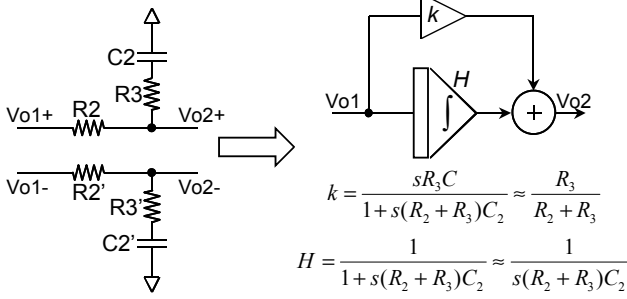 C2
R3
Vo1+ R2 Vo2+
Vo1- R2' Vo2-
R3'
C2'
k
H
Vo1 ∫ + Vo2
k = sR₃C / 1 + s(R₂ + R₃)C₂ ≈ R₃ / R₂ + R₃
H = 1 / 1 + s(R₂ + R₃)C₂ ≈ 1 / s(R₂ + R₃)C₂